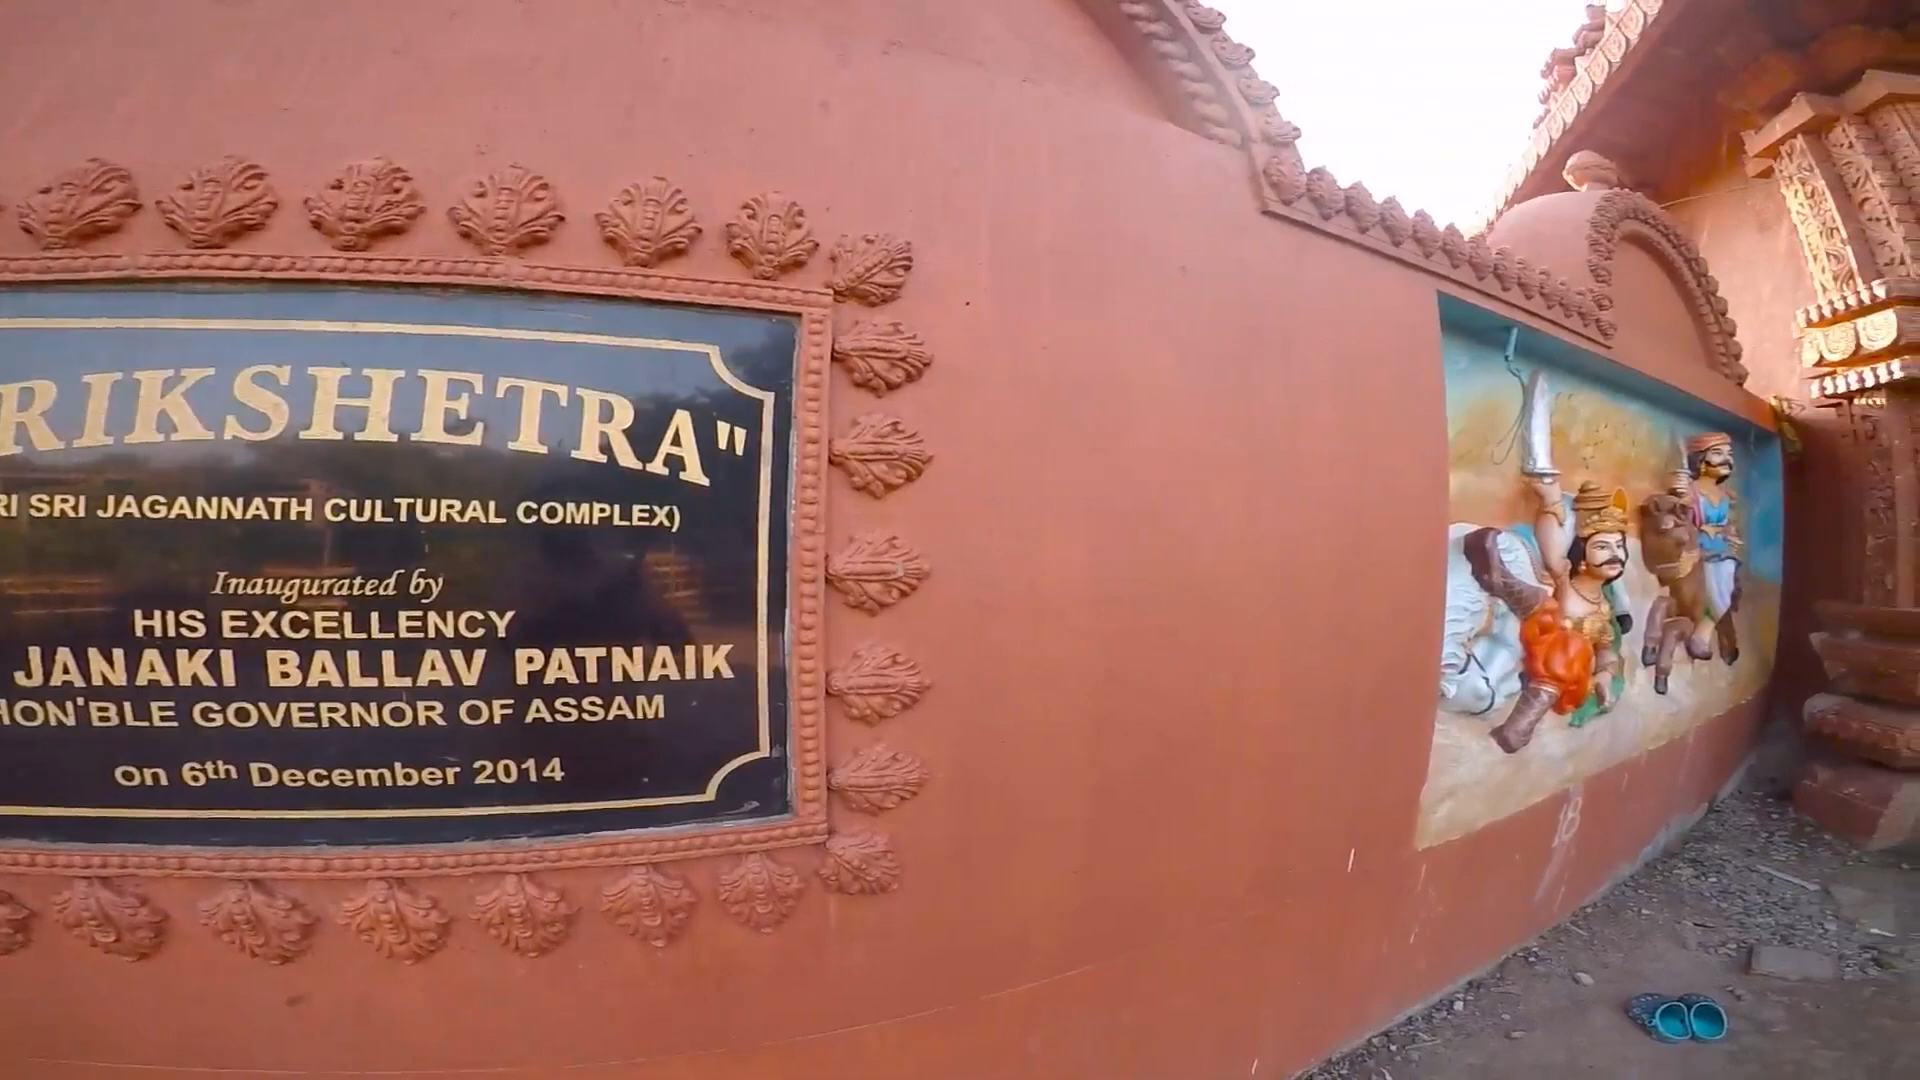 RIKSHETRA"
RI SRI JAGANNATH CULTURAL COMPLEX)
Inaugurated by
HIS EXCELLENCY
JANAKI BALLAV PATNAIK
HON'BLE GOVERNOR OF ASSAM
on 6th December 2014
18